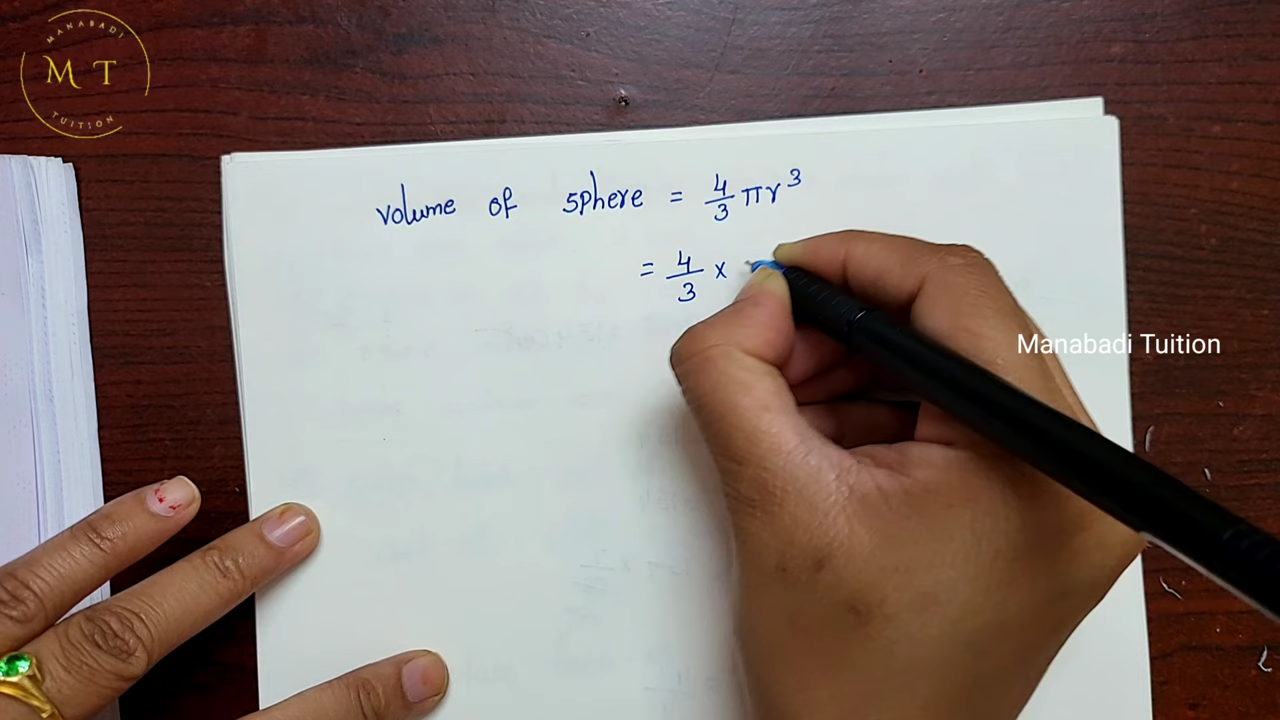 MANABADI
M T
TUITION
volume of sphere = 4/3 πr³
= 4/3 ×
Manabadi Tuition